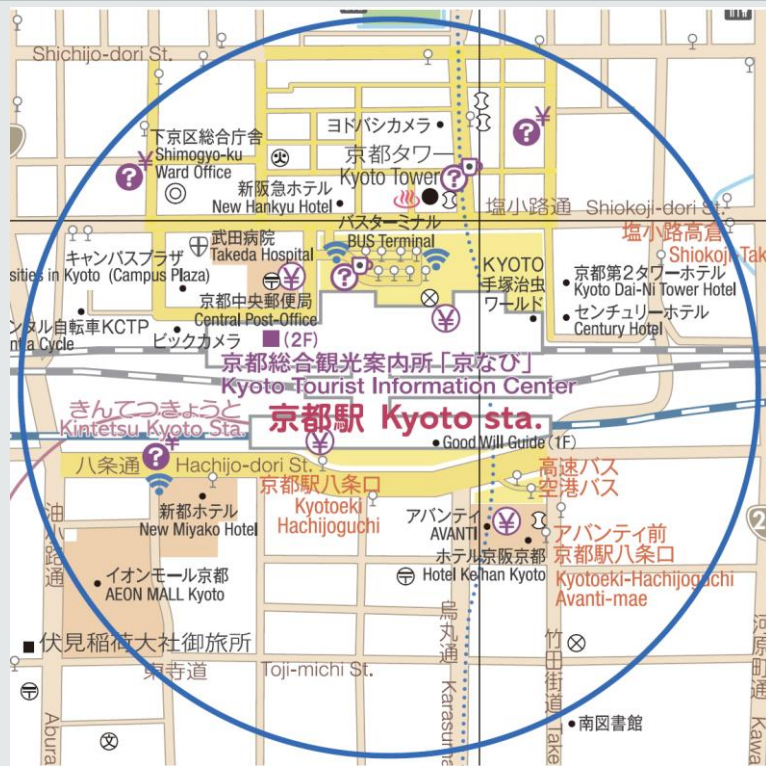 Shichijo-dori St.
ヨドバシカメラ
下京区総合庁舎
Shimogyo-ku
Ward Office
京都タワー
Kyoto Tower
新阪急ホテル
New Hankyu Hotel
塩小路通 Shiokoji-dori St.
塩小路高倉
Shiokoji-Tak
バスターミナル
BUS Terminal
武田病院
Takeda Hospital
キャンパスプラザ
sities in Kyoto (Campus Plaza)
KYOTO
手塚治虫
ワールド
京都第2タワーホテル
Kyoto Dai-Ni Tower Hotel
京都中央郵便局
Central Post-Office
センチュリーホテル
Century Hotel
ンタル自転車KCTP
ntia Cycle
ビックカメラ
(2F)
京都総合観光案内所「京なび」
Kyoto Tourist Information Center
きんてつきょうと
Kintetsu Kyoto Sta.
京都駅 Kyoto sta.
Good Will Guide (1F)
八条通 Hachijo-dori St.
京都駅八条口
Kyotoeki
Hachijoguchi
高速バス
空港バス
新都ホテル
New Miyako Hotel
アバンティ
AVANTI
アバンティ前
京都駅八条口
Kyotoeki-Hachijoguchi
Avanti-mae
ホテル京阪京都
Hotel Keihan Kyoto
油小路通
イオンモール京都
AEON MALL Kyoto
伏見稲荷大社御旅所
東寺道 Toji-michi St.
烏丸通 Karasuma
竹田街道 Take
河原町通 Kawa
Abura
南図書館
2